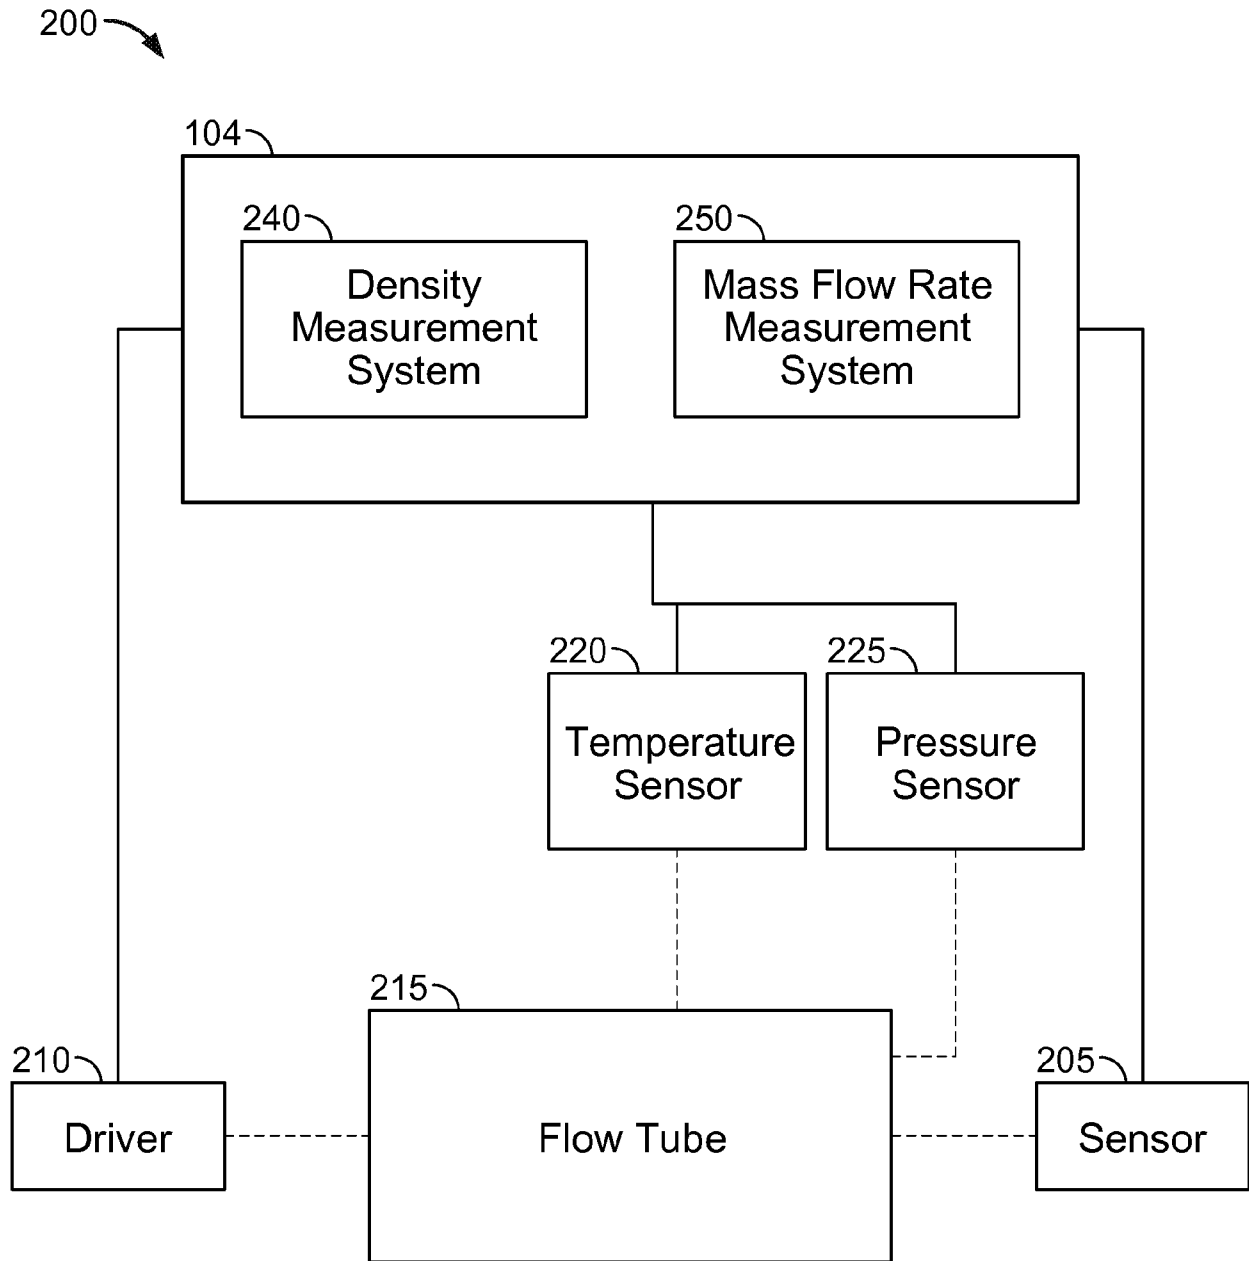 200
104
240
250
Density
Measurement
System
Mass Flow Rate
Measurement
System
220
225
Temperature
Sensor
Pressure
Sensor
215
210
205
Driver
Flow Tube
Sensor